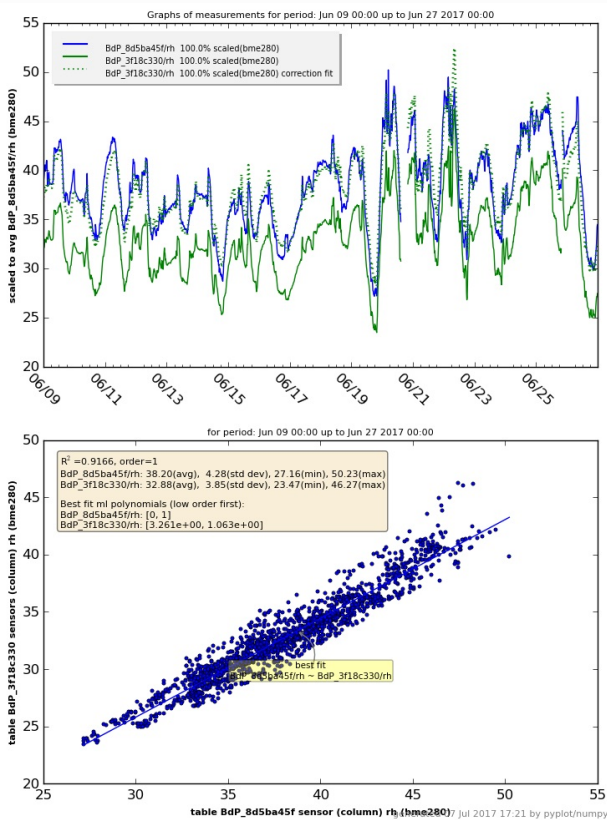 Graphs of measurements for period: Jun 09 00:00 up to Jun 27 2017 00:00
55
50
45
40
35
30
25
20
BdP_8d5ba45f/rh 100.0% scaled(bme280)
BdP_3f18c330/rh 100.0% scaled(bme280)
BdP_3f18c330/rh 100.0% scaled(bme280) correction fit
scaled to avg BdP_8d5ba45f/rh (bme280)
06/09
06/11
06/13
06/15
06/17
06/19
06/21
06/23
06/25
for period: Jun 09 00:00 up to Jun 27 2017 00:00
50
45
40
35
30
25
20
R² =0.9166, order=1
BdP_8d5ba45f/rh: 38.20(avg), 4.28(std dev), 27.16(min), 50.23(max)
BdP_3f18c330/rh: 32.88(avg), 3.85(std dev), 23.47(min), 46.27(max)
Best fit ml polynomials (low order first):
BdP_8d5ba45f/rh: [0, 1]
BdP_3f18c330/rh: [3.261e+00, 1.063e+00]
best fit
BdP_8d5ba45f/rh ~ BdP_3f18c330/rh
table BdP_3f18c330 sensors (column) rh (bme280)
25
30
35
40
45
50
55
table BdP_8d5ba45f sensor (column) rh (bme280)
07 Jul 2017 17:21 by pyplot/numpy